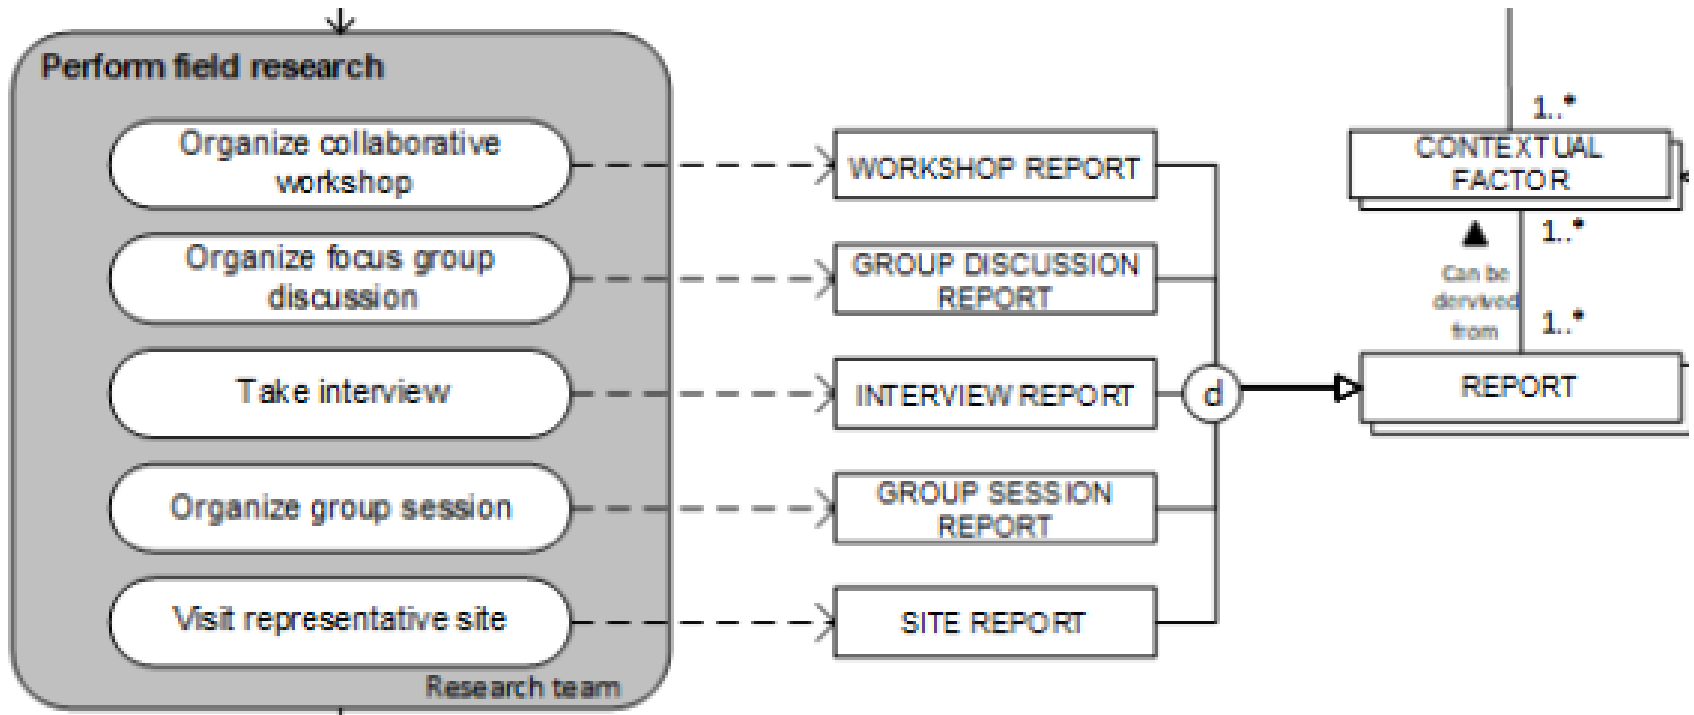 Perform field research
Organize collaborative
workshop
Organize focus group
discussion
Take interview
Organize group session
Visit representative site
Research team
WORKSHOP REPORT
GROUP DISCUSSION
REPORT
INTERVIEW REPORT
GROUP SESSION
REPORT
SITE REPORT
d
1..*
CONTEXTUAL
FACTOR
1..*
Can be
dervived
from
1..*
REPORT